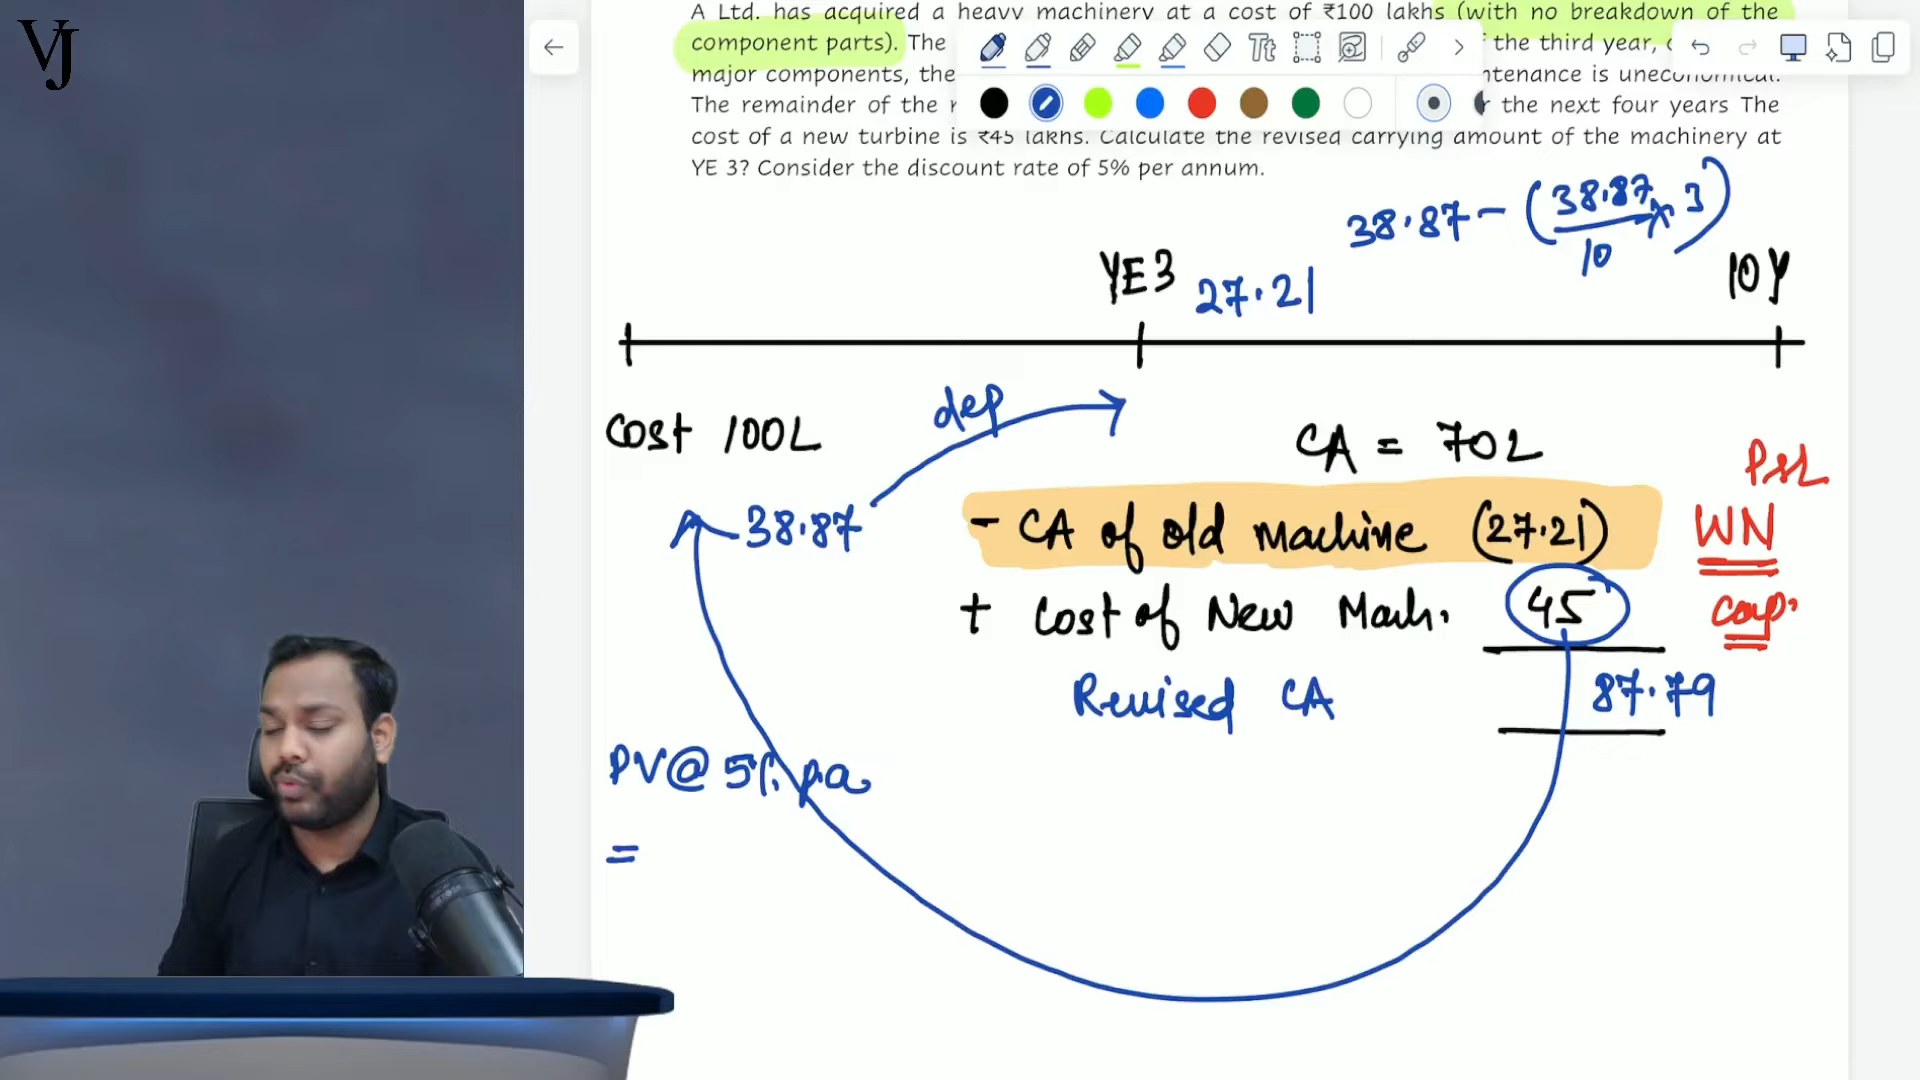 VJ
A Ltd. has acquired a heavy machinery at a cost of ₹100 lakhs (with no breakdown of the
component parts). The the third year,
major components, the ntenance is uneconomical.
The remainder of the r the next four years The
cost of a new turbine is ₹45 lakhs. Calculate the revised carrying amount of the machinery at
YE 3? Consider the discount rate of 5% per annum.
38.87 - (38.87/10 × 3)
YE3 27.21 10Y
dep
Cost 100L CA = 70L
P&L
38.87 - CA of old Machine (27.21) WN
+ Cost of New Mach. 45 Cap.
Revised CA 87.79
PV@ 5% p.a
=